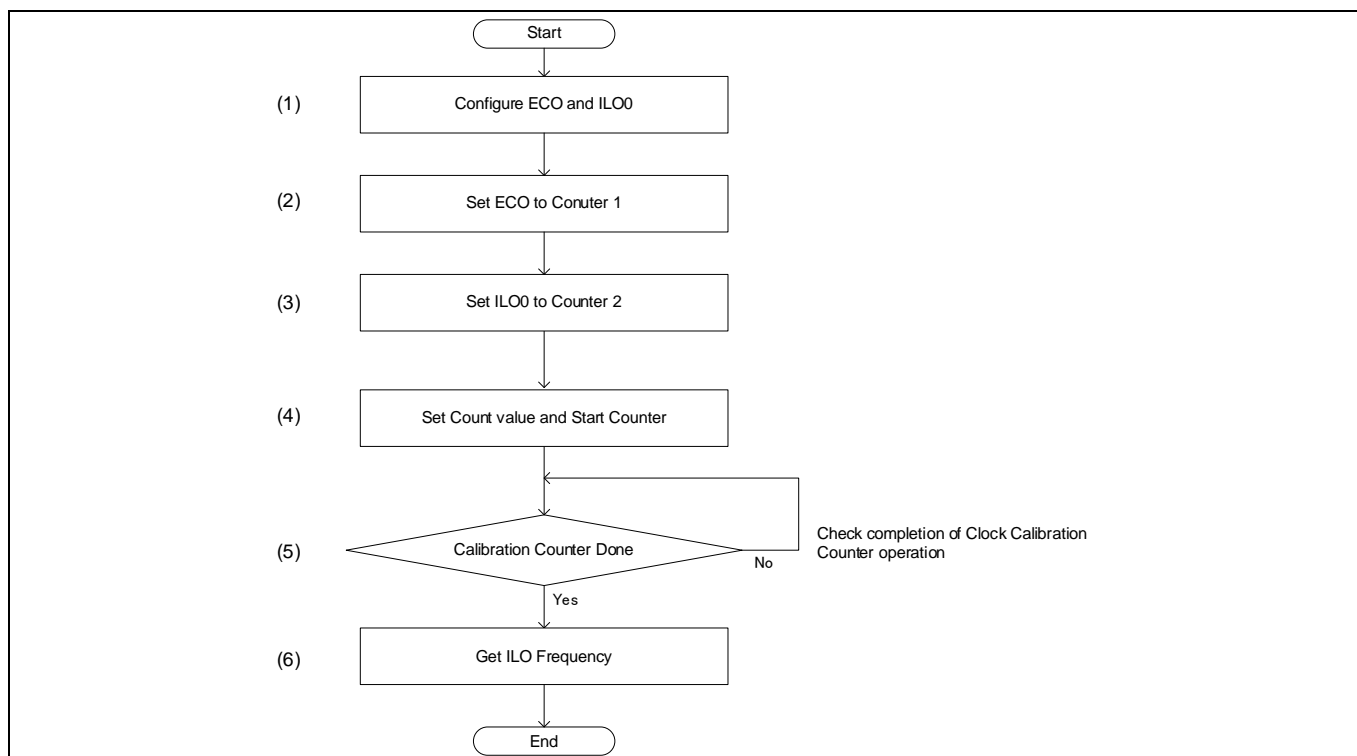 Start
(1)
Configure ECO and ILO0
(2)
Set ECO to Conuter 1
(3)
Set ILO0 to Counter 2
(4)
Set Count value and Start Counter
(5)
Calibration Counter Done
No
Check completion of Clock Calibration
Counter operation
Yes
(6)
Get ILO Frequency
End